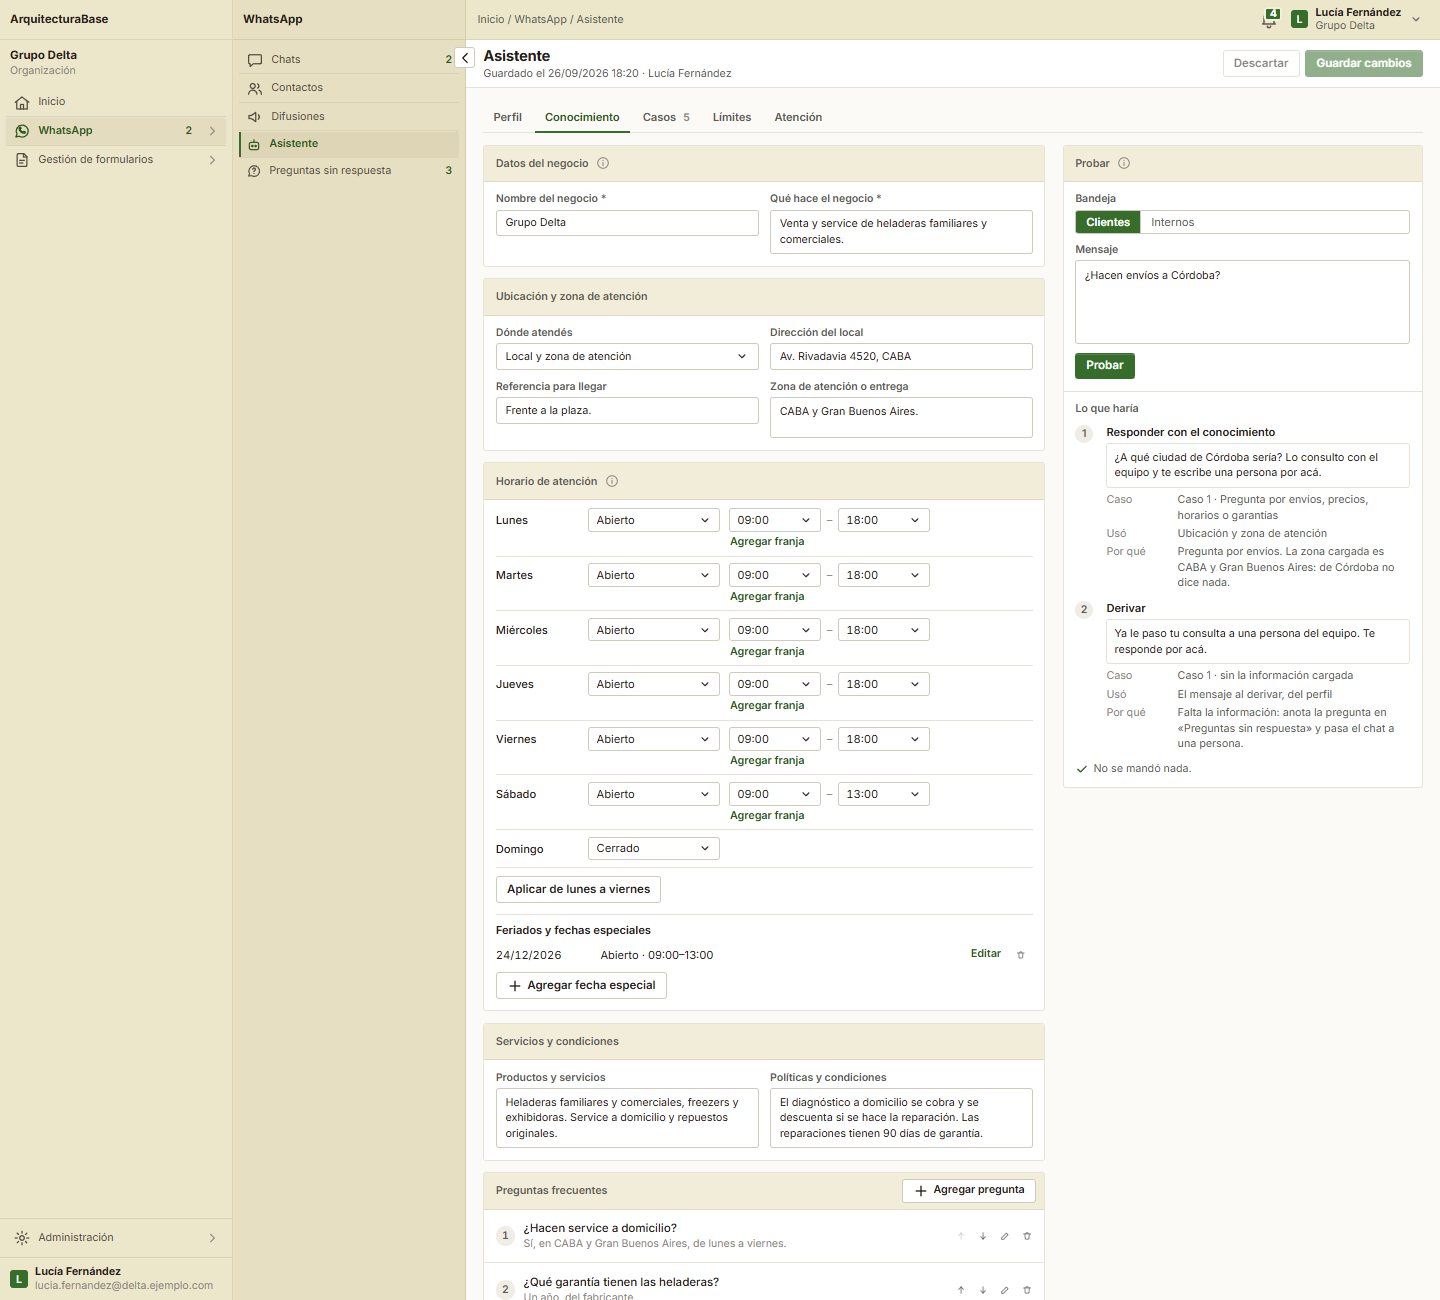 ArquitecturaBase
Grupo Delta
Organización
Inicio
WhatsApp 2
Gestión de formularios
Administración
L
Lucía Fernández
lucia.fernandez@delta.ejemplo.com
WhatsApp
Chats 2
Contactos
Difusiones
Asistente
Preguntas sin respuesta 3
Inicio / WhatsApp / Asistente
4
L
Lucía Fernández
Grupo Delta
Asistente
Guardado el 26/09/2026 18:20 · Lucía Fernández
Descartar
Guardar cambios
Perfil
Conocimiento
Casos 5
Límites
Atención
Datos del negocio
Nombre del negocio *
Grupo Delta
Qué hace el negocio *
Venta y service de heladeras familiares y
comerciales.
Ubicación y zona de atención
Dónde atendés
Local y zona de atención
Dirección del local
Av. Rivadavia 4520, CABA
Referencia para llegar
Frente a la plaza.
Zona de atención o entrega
CABA y Gran Buenos Aires.
Horario de atención
Lunes Abierto 09:00 – 18:00
Agregar franja
Martes Abierto 09:00 – 18:00
Agregar franja
Miércoles Abierto 09:00 – 18:00
Agregar franja
Jueves Abierto 09:00 – 18:00
Agregar franja
Viernes Abierto 09:00 – 18:00
Agregar franja
Sábado Abierto 09:00 – 13:00
Agregar franja
Domingo Cerrado
Aplicar de lunes a viernes
Feriados y fechas especiales
24/12/2026 Abierto · 09:00–13:00 Editar
Agregar fecha especial
Servicios y condiciones
Productos y servicios
Heladeras familiares y comerciales, freezers y
exhibidoras. Service a domicilio y repuestos
originales.
Políticas y condiciones
El diagnóstico a domicilio se cobra y se
descuenta si se hace la reparación. Las
reparaciones tienen 90 días de garantía.
Preguntas frecuentes
Agregar pregunta
1 ¿Hacen service a domicilio?
Sí, en CABA y Gran Buenos Aires, de lunes a viernes.
2 ¿Qué garantía tienen las heladeras?
Un año, del fabricante
Probar
Bandeja
Clientes Internos
Mensaje
¿Hacen envíos a Córdoba?
Probar
Lo que haría
1 Responder con el conocimiento
¿A qué ciudad de Córdoba sería? Lo consulto con el
equipo y te escribe una persona por acá.
Caso Caso 1 · Pregunta por envíos, precios,
horarios o garantías
Usó Ubicación y zona de atención
Por qué Pregunta por envíos. La zona cargada es
CABA y Gran Buenos Aires: de Córdoba no
dice nada.
2 Derivar
Ya le paso tu consulta a una persona del equipo. Te
responde por acá.
Caso Caso 1 · sin la información cargada
Usó El mensaje al derivar, del perfil
Por qué Falta la información: anota la pregunta en
«Preguntas sin respuesta» y pasa el chat a
una persona.
No se mandó nada.